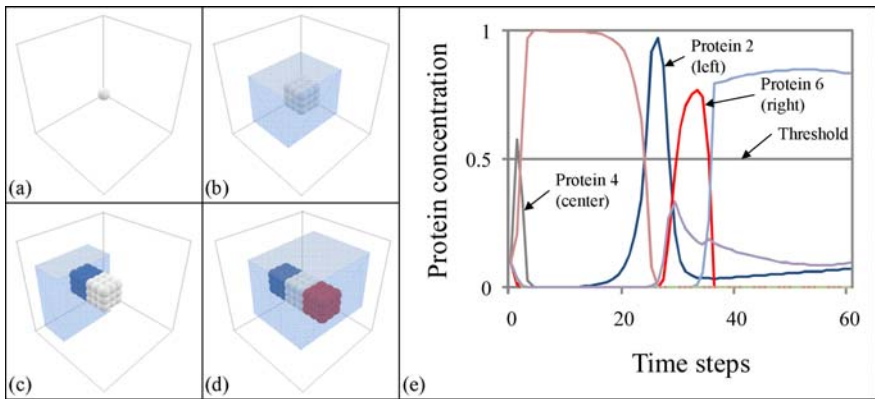 (a)
(b)
(c)
(d)
(e)
Protein concentration
1
0.5
0
0
20
40
60
Time steps
Protein 2
(left)
Protein 6
(right)
Threshold
Protein 4
(center)